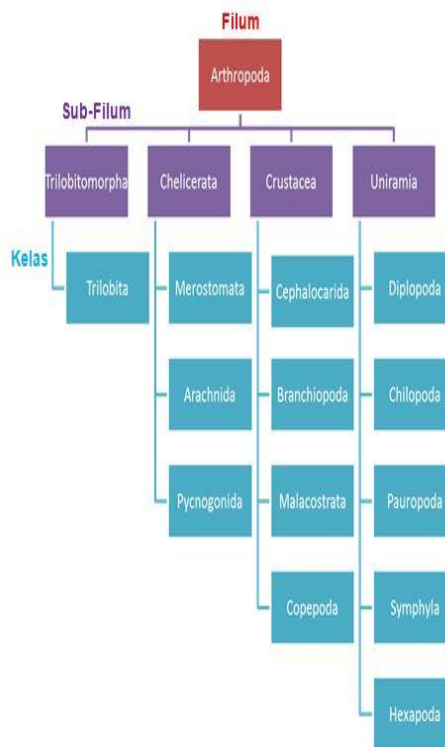 Filum
Arthropoda
Sub-Filum
Trilobitomorpha
Chelicerata
Crustacea
Uniramia
Kelas
Trilobita
Merostomata
Cephalocarida
Diplopoda
Arachnida
Branchiopoda
Chilopoda
Pycnogonida
Malacostrata
Pauropoda
Copepoda
Symphyla
Hexapoda